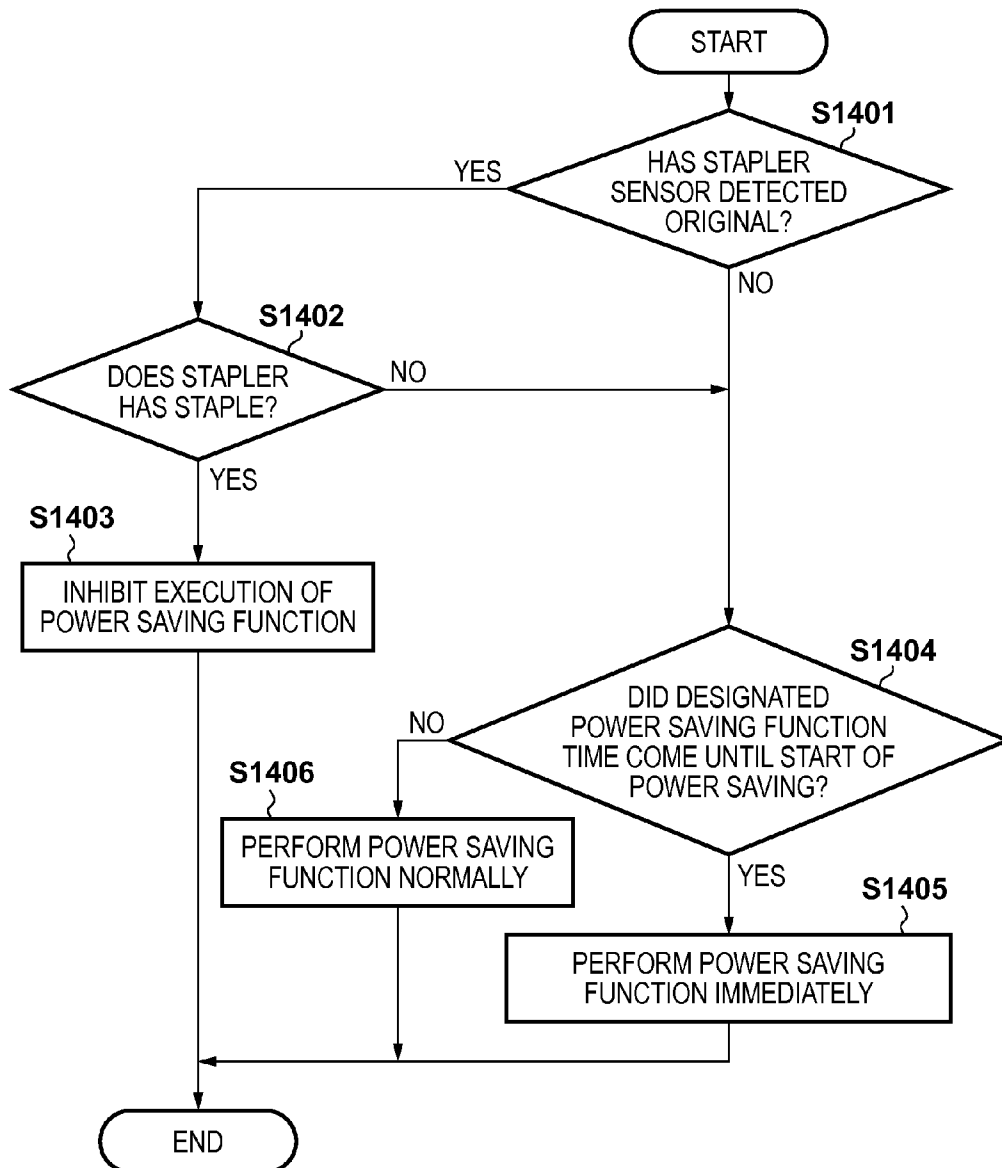 START
S1401
HAS STAPLER
SENSOR DETECTED
ORIGINAL?
YES
NO
S1402
DOES STAPLER
HAS STAPLE?
NO
YES
S1403
INHIBIT EXECUTION OF
POWER SAVING FUNCTION
S1404
DID DESIGNATED
POWER SAVING FUNCTION
TIME COME UNTIL START OF
POWER SAVING?
NO
YES
S1406
PERFORM POWER SAVING
FUNCTION NORMALLY
S1405
PERFORM POWER SAVING
FUNCTION IMMEDIATELY
END